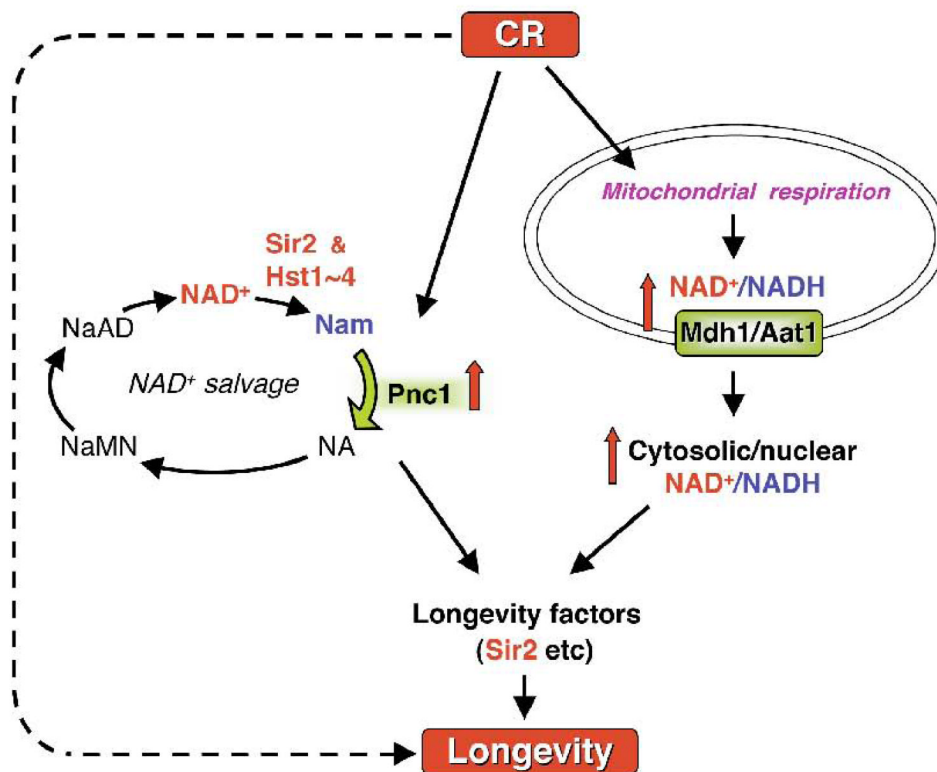 CR
Mitochondrial respiration
Sir2 &
Hst1~4
NAD⁺
NAD⁺/NADH
NaAD
Nam
Mdh1/Aat1
NAD⁺ salvage
Pnc1
NaMN
NA
Cytosolic/nuclear
NAD⁺/NADH
Longevity factors
(Sir2 etc)
Longevity